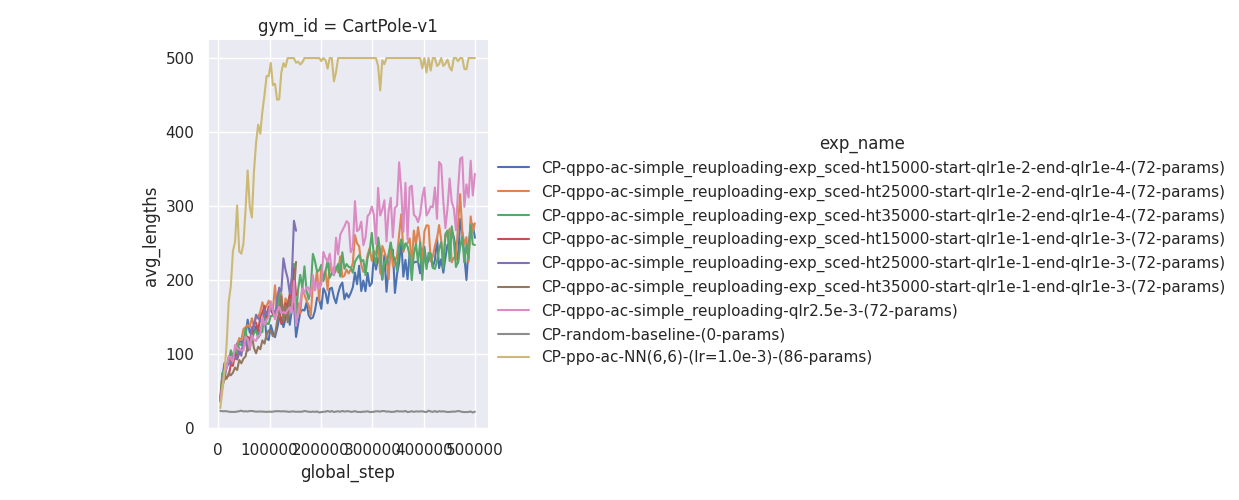 gym_id = CartPole-v1
500
400
300
200
100
0
avg_lengths
0 100000 200000 300000 400000 500000
global_step
exp_name
CP-qppo-ac-simple_reuploading-exp_sced-ht15000-start-qlr1e-2-end-qlr1e-4-(72-params)
CP-qppo-ac-simple_reuploading-exp_sced-ht25000-start-qlr1e-2-end-qlr1e-4-(72-params)
CP-qppo-ac-simple_reuploading-exp_sced-ht35000-start-qlr1e-2-end-qlr1e-4-(72-params)
CP-qppo-ac-simple_reuploading-exp_sced-ht15000-start-qlr1e-1-end-qlr1e-3-(72-params)
CP-qppo-ac-simple_reuploading-exp_sced-ht25000-start-qlr1e-1-end-qlr1e-3-(72-params)
CP-qppo-ac-simple_reuploading-exp_sced-ht35000-start-qlr1e-1-end-qlr1e-3-(72-params)
CP-qppo-ac-simple_reuploading-qlr2.5e-3-(72-params)
CP-random-baseline-(0-params)
CP-ppo-ac-NN(6,6)-(lr=1.0e-3)-(86-params)